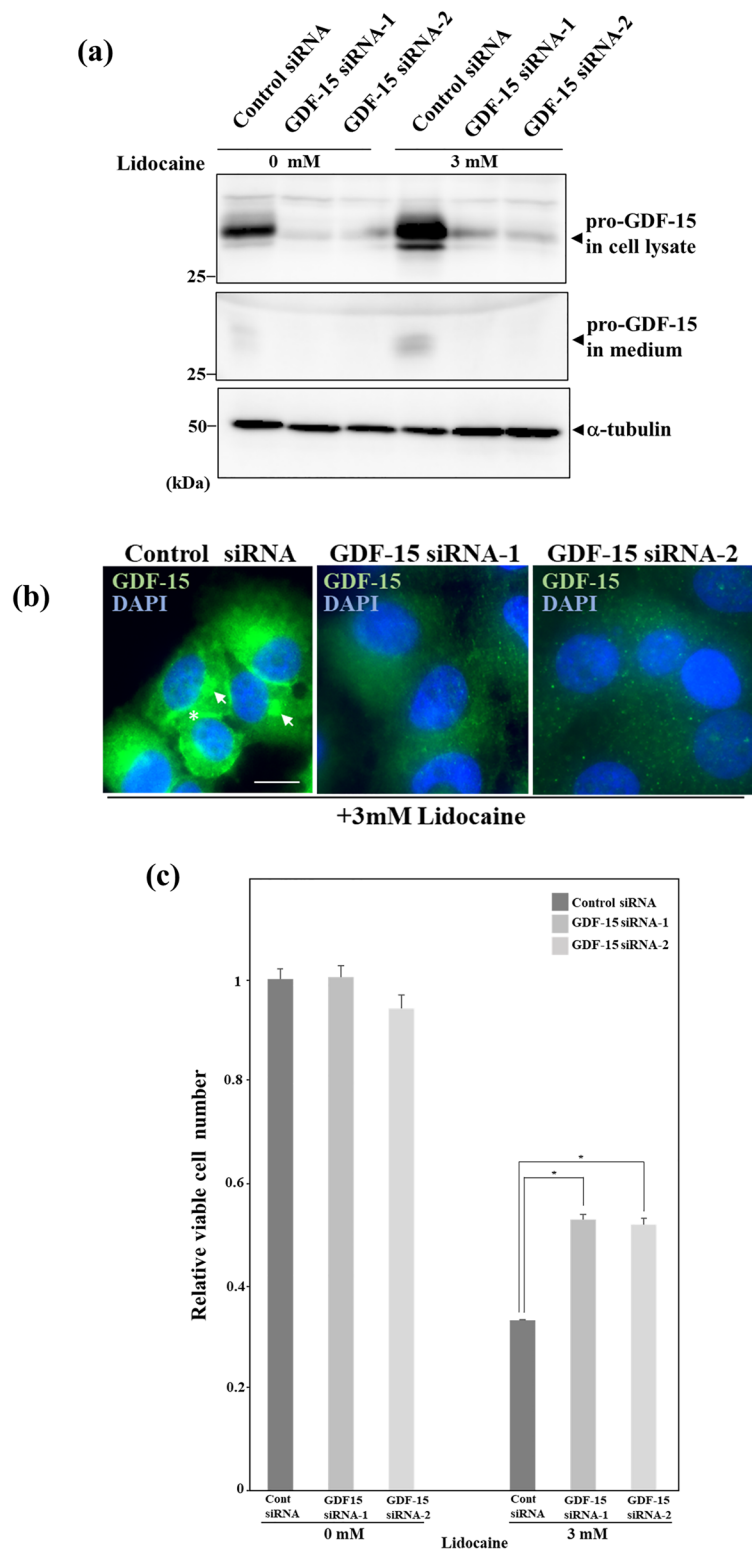 (a)
Control siRNA
GDF-15 siRNA-1
GDF-15 siRNA-2
Control siRNA
GDF-15 siRNA-1
GDF-15 siRNA-2
Lidocaine 0 mM 3 mM
pro-GDF-15
in cell lysate
25
pro-GDF-15
in medium
25
50
α-tubulin
(kDa)
(b)
Control siRNA GDF-15 siRNA-1 GDF-15 siRNA-2
GDF-15 GDF-15 GDF-15
DAPI DAPI DAPI
*
+3mM Lidocaine
(c)
Control siRNA
GDF-15 siRNA-1
GDF-15 siRNA-2
Relative viable cell number
1
0.8
0.6
0.4
0.2
0
*
*
Cont siRNA
GDF15 siRNA-1
GDF-15 siRNA-2
Cont siRNA
GDF-15 siRNA-1
GDF-15 siRNA-2
0 mM Lidocaine 3 mM